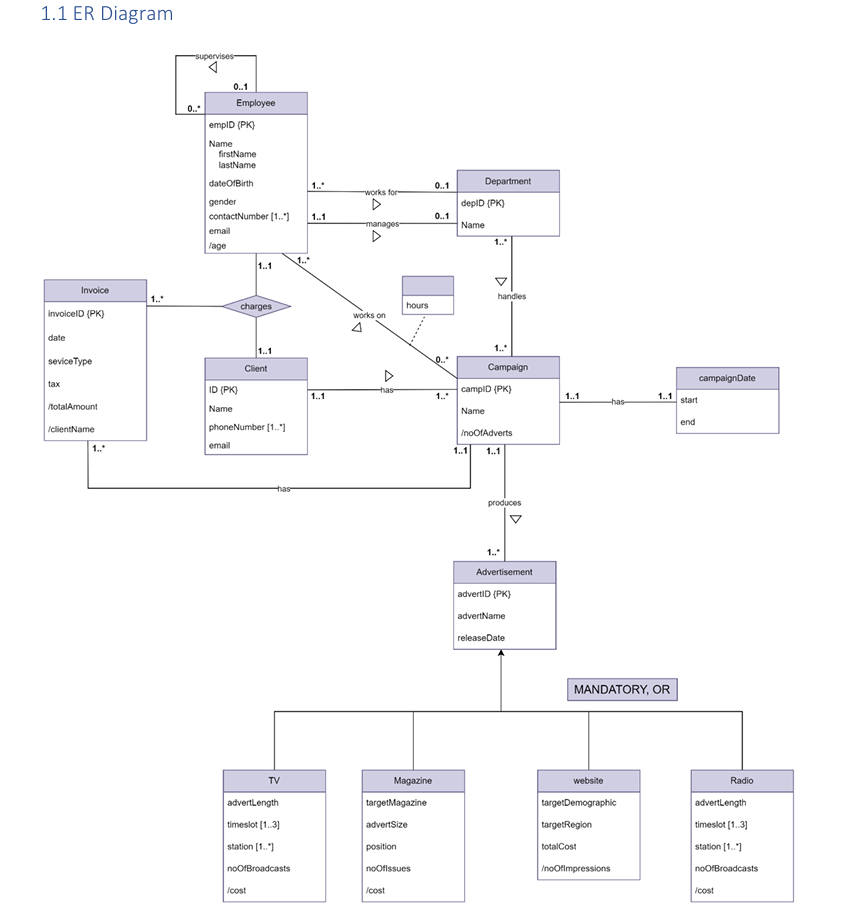 1.1 ER Diagram
supervises
0..1
0..*
Employee
empID {PK}
Name
firstName
lastName
dateOfBirth
gender
contactNumber [1..*]
email
/age
1..*
works for
0..1
1..1
manages
0..1
Department
depID {PK}
Name
1..*
handles
1..*
1..1
1..*
works on
0..*
hours
Invoice
invoiceID {PK}
date
seviceType
tax
/totalAmount
/clientName
1..*
charges
1..1
Client
ID {PK}
Name
phoneNumber [1..*]
email
1..1
has
1..*
Campaign
campID {PK}
Name
/noOfAdverts
1..1
has
1..1
campaignDate
start
end
1..*
has
1..1
1..1
produces
1..*
Advertisement
advertID {PK}
advertName
releaseDate
MANDATORY, OR
TV
advertLength
timeslot [1..3]
station [1..*]
noOfBroadcasts
/cost
Magazine
targetMagazine
advertSize
position
noOfIssues
/cost
website
targetDemographic
targetRegion
totalCost
/noOfImpressions
Radio
advertLength
timeslot [1..3]
station [1..*]
noOfBroadcasts
/cost